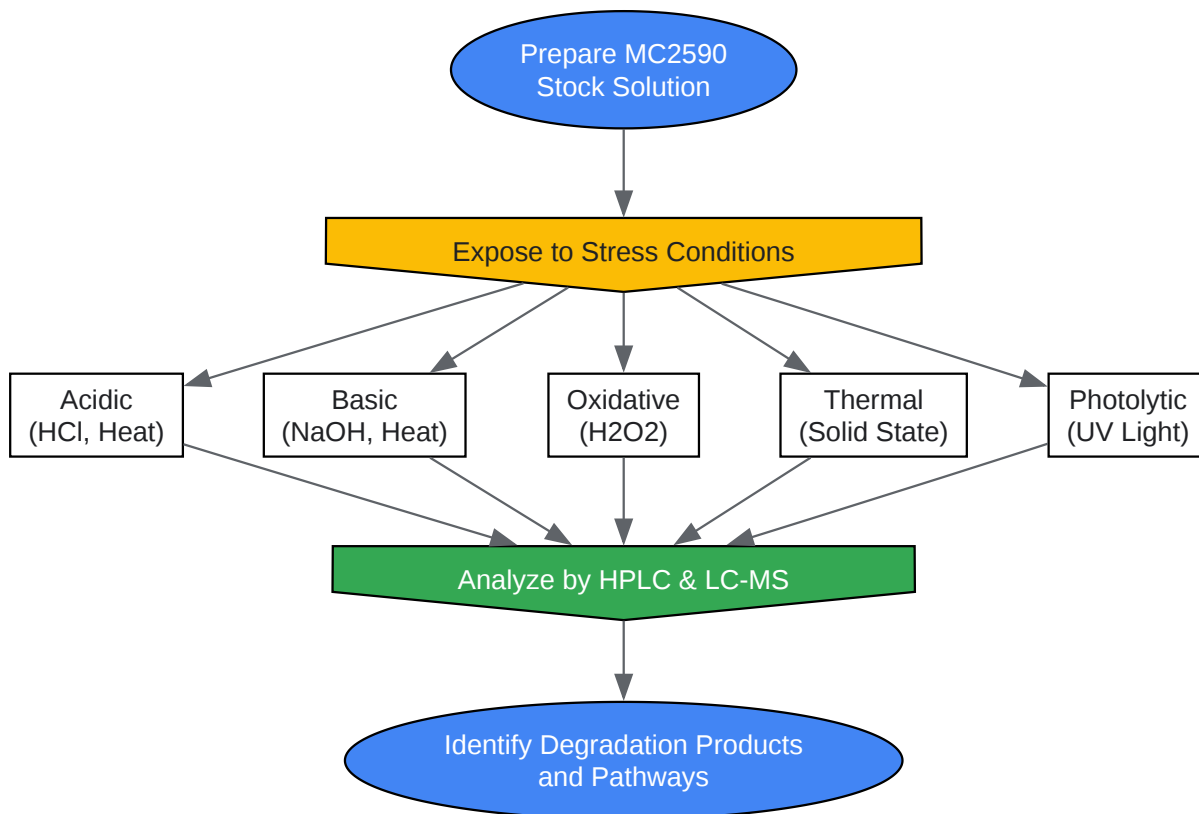 Prepare MC2590
Stock Solution
Expose to Stress Conditions
Acidic
(HCl, Heat)
Basic
(NaOH, Heat)
Oxidative
(H2O2)
Thermal
(Solid State)
Photolytic
(UV Light)
Analyze by HPLC & LC-MS
Identify Degradation Products
and Pathways